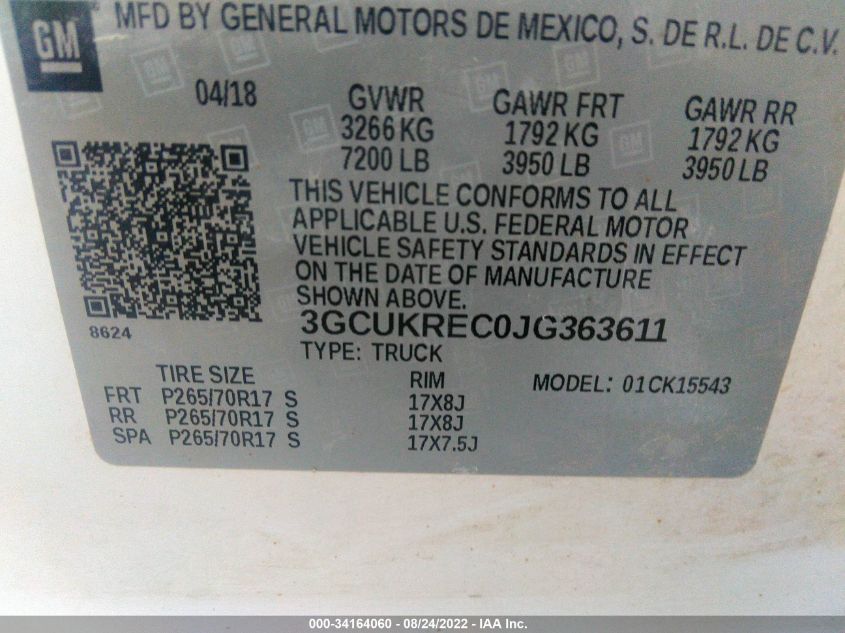 GM MFD BY GENERAL MOTORS DE MEXICO, S. DE R.L. DE C.V.
04/18 GVWR GAWR FRT GAWR RR
3266 KG 1792 KG 1792 KG
7200 LB 3950 LB 3950 LB
THIS VEHICLE CONFORMS TO ALL
APPLICABLE U.S. FEDERAL MOTOR
VEHICLE SAFETY STANDARDS IN EFFECT
ON THE DATE OF MANUFACTURE
SHOWN ABOVE.
8624 3GCUKREC0JG363611
TYPE: TRUCK
TIRE SIZE RIM MODEL: 01CK15543
FRT P265/70R17 S 17X8J
RR P265/70R17 S 17X8J
SPA P265/70R17 S 17X7.5J
000-34164060 - 08/24/2022 - IAA Inc.